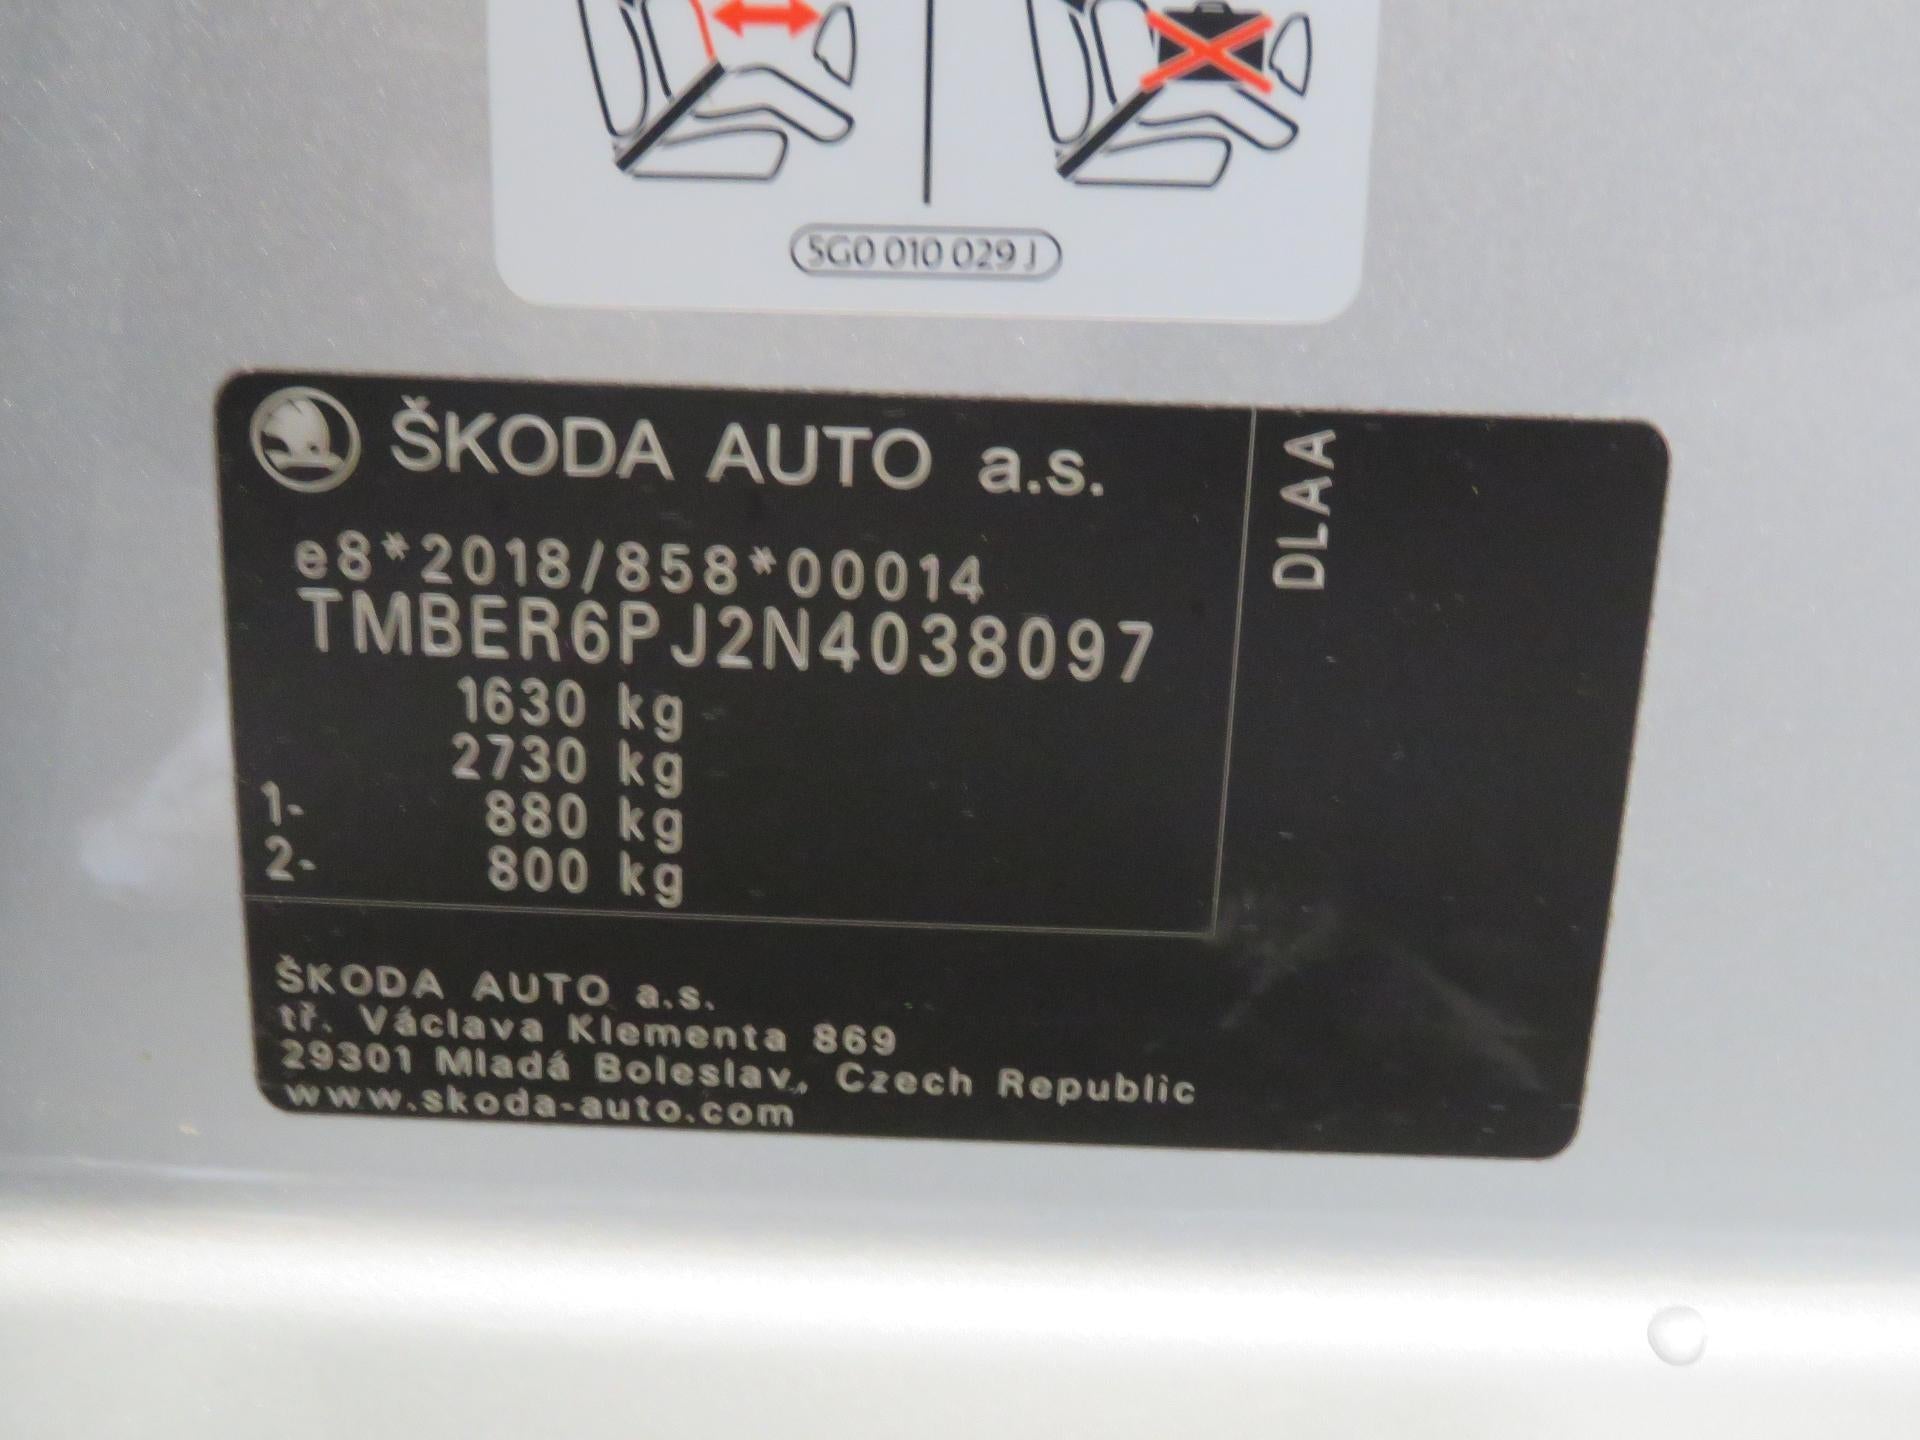 5G0 010 029 J
ŠKODA AUTO a.s.
DLAA
e8*2018/858*00014
TMBER6PJ2N4038097
1630 kg
2730 kg
1- 880 kg
2- 800 kg
ŠKODA AUTO a.s.
tř. Václava Klementa 869
29301 Mladá Boleslav, Czech Republic
www.skoda-auto.com